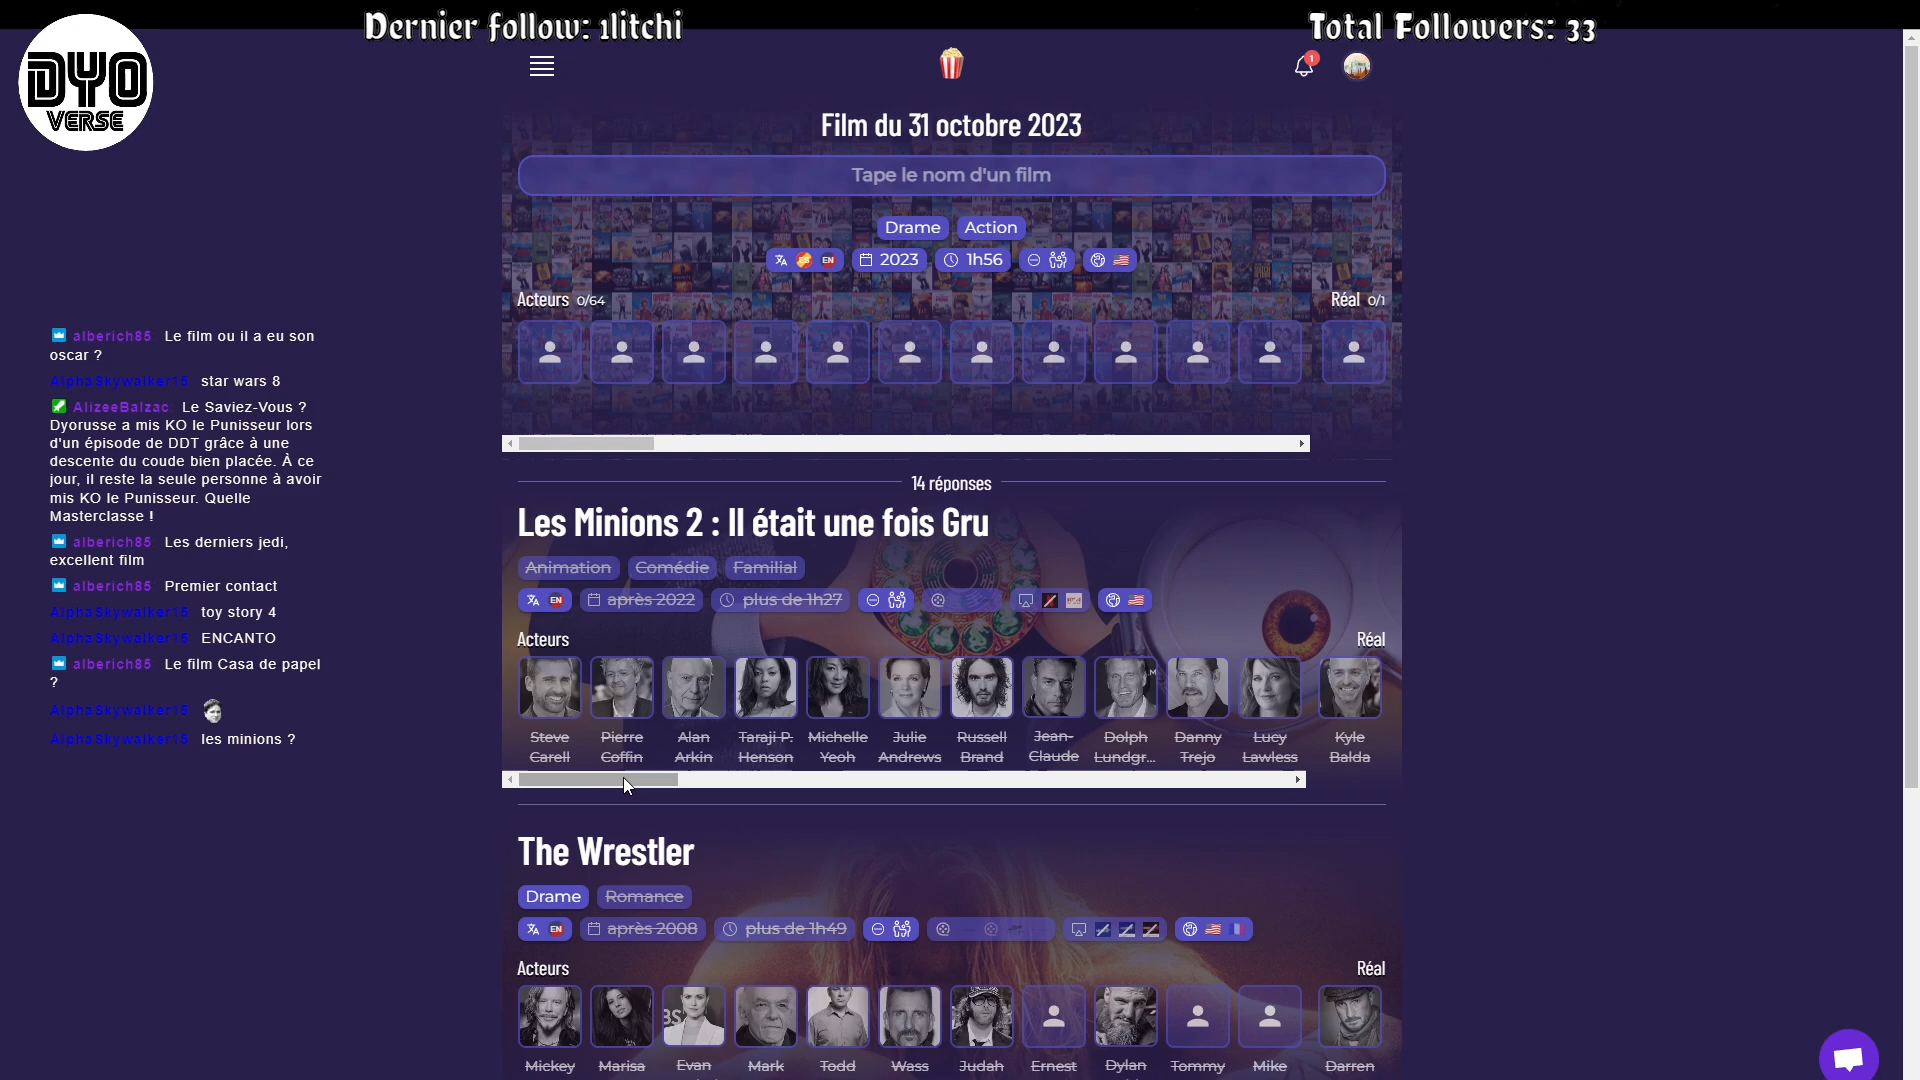 Dernier follow: 1litchi
Total Followers: 33
DYO
VERSE
1
Film du 31 octobre 2023
Tape le nom d'un film
Drame Action
ES EN 2023 1h56
Acteurs 0/64
Réal 0/1
14 réponses
Les Minions 2 : Il était une fois Gru
Animation Comédie Familial
EN après 2022 plus de 1h27
Acteurs
Réal
Steve Carell
Pierre Coffin
Alan Arkin
Taraji P. Henson
Michelle Yeoh
Julie Andrews
Russell Brand
Jean-Claude
Dolph Lundgr...
Danny Trejo
Lucy Lawless
Kyle Balda
The Wrestler
Drame Romance
EN après 2008 plus de 1h49
Acteurs
Réal
Mickey
Marisa
Evan
Mark
Todd
Wass
Judah
Ernest
Dylan
Tommy
Mike
Darren
alberich85 Le film ou il a eu son
oscar ?
AlphaSkywalker15 star wars 8
AlizeeBalzac Le Saviez-Vous ?
Dyorusse a mis KO le Punisseur lors
d'un épisode de DDT grâce à une
descente du coude bien placée. À ce
jour, il reste la seule personne à avoir
mis KO le Punisseur. Quelle
Masterclasse !
alberich85 Les derniers jedi,
excellent film
alberich85 Premier contact
AlphaSkywalker15 toy story 4
AlphaSkywalker15 ENCANTO
alberich85 Le film Casa de papel
?
AlphaSkywalker15
AlphaSkywalker15 les minions ?